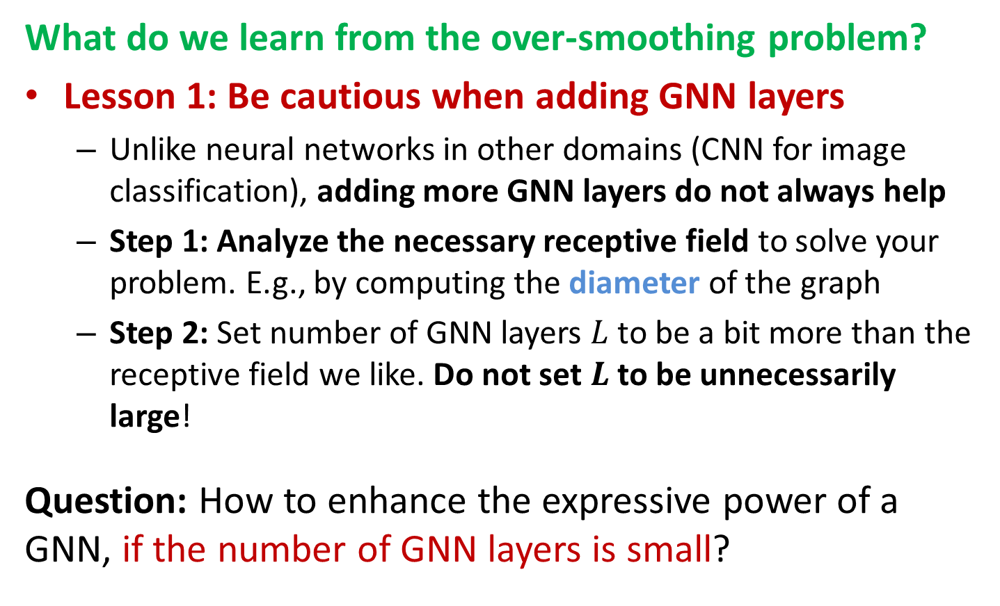 What do we learn from the over-smoothing problem?
• Lesson 1: Be cautious when adding GNN layers
– Unlike neural networks in other domains (CNN for image
classification), adding more GNN layers do not always help
– Step 1: Analyze the necessary receptive field to solve your
problem. E.g., by computing the diameter of the graph
– Step 2: Set number of GNN layers L to be a bit more than the
receptive field we like. Do not set L to be unnecessarily
large!
Question: How to enhance the expressive power of a
GNN, if the number of GNN layers is small?